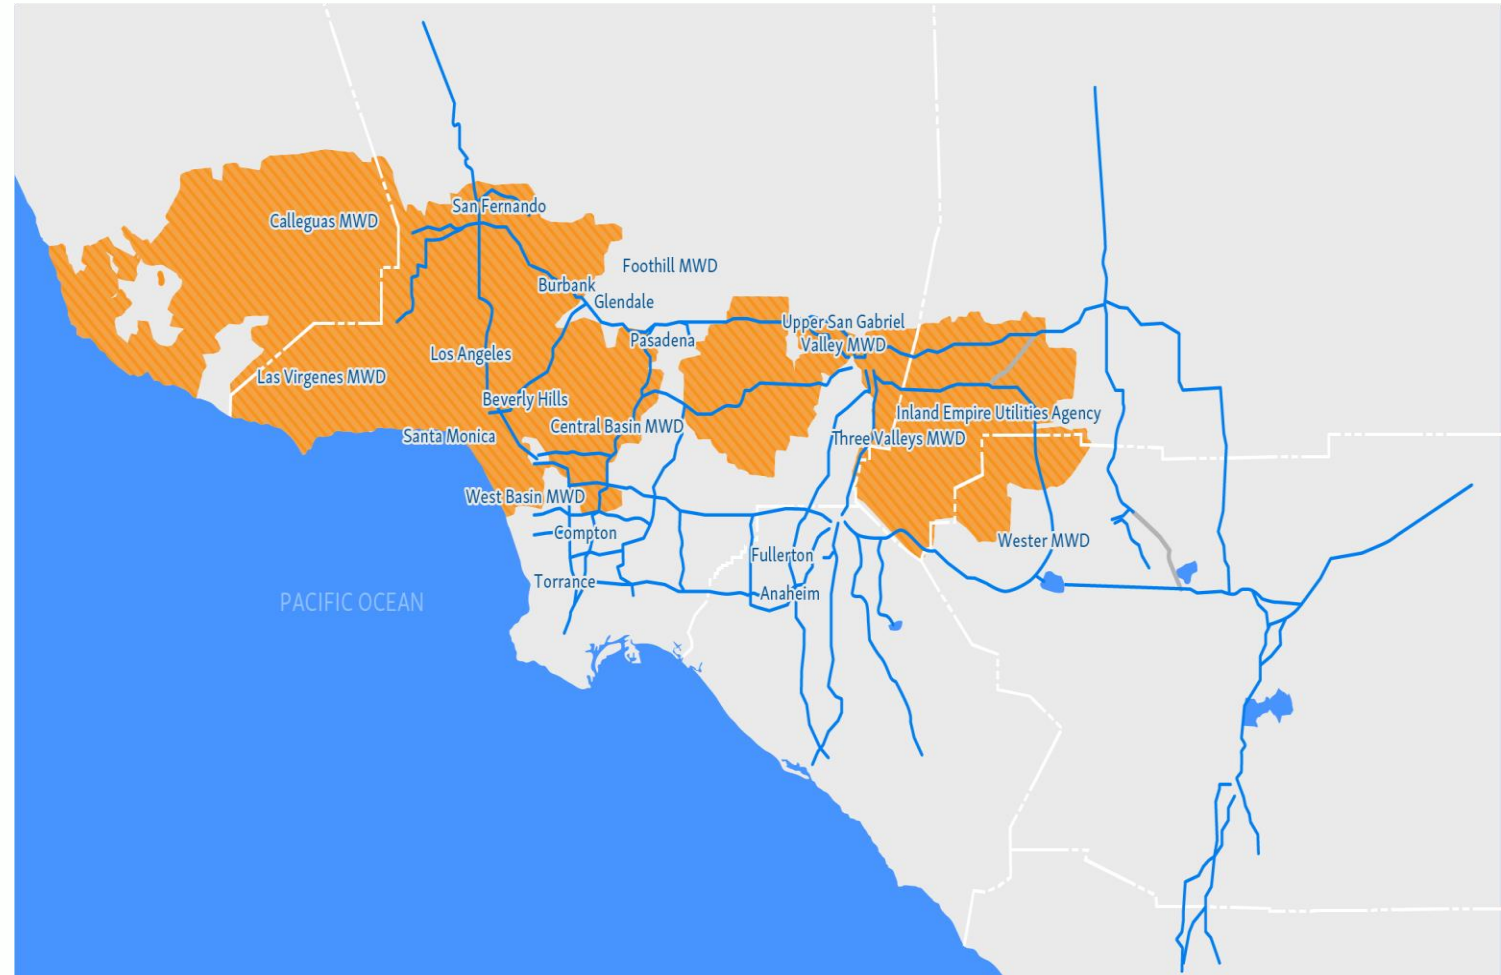 San Fernando
Calleguas MWD
Foothill MWD
Burbank
Glendale
Upper San Gabriel
Valley MWD
Pasadena
Los Angeles
Las Virgenes MWD
Beverly Hills
Inland Empire Utilities Agency
Central Basin MWD
Santa Monica
Three Valleys MWD
West Basin MWD
Compton
Wester MWD
Fullerton
Torrance
Anaheim
PACIFIC OCEAN